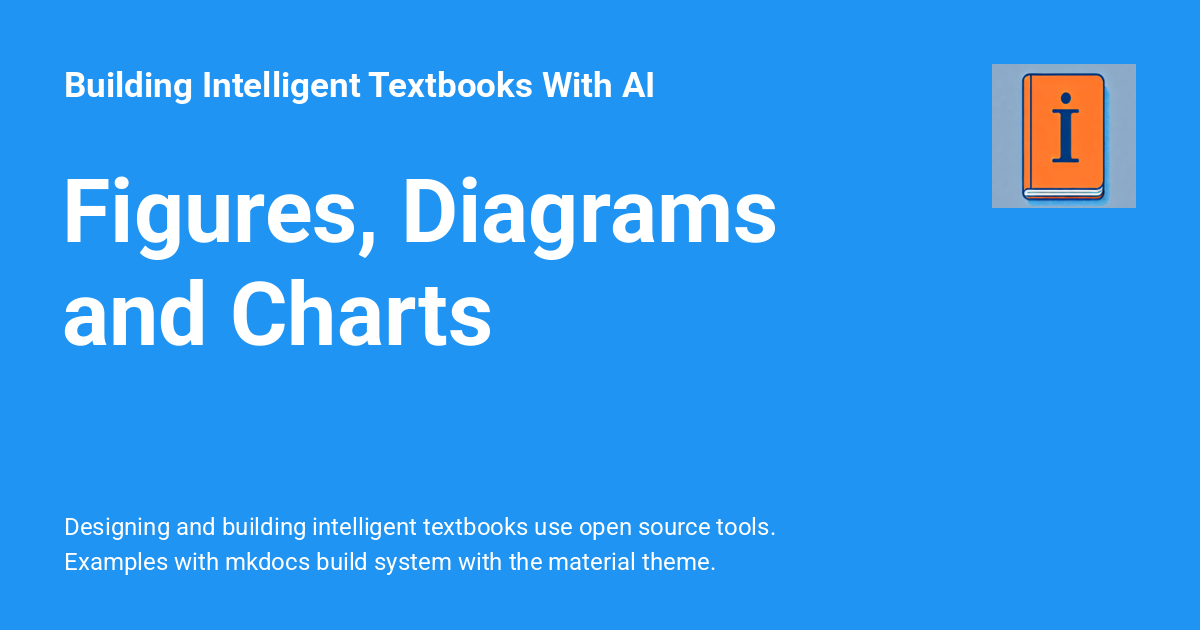 Building Intelligent Textbooks With AI
i
Figures, Diagrams
and Charts
Designing and building intelligent textbooks use open source tools.
Examples with mkdocs build system with the material theme.